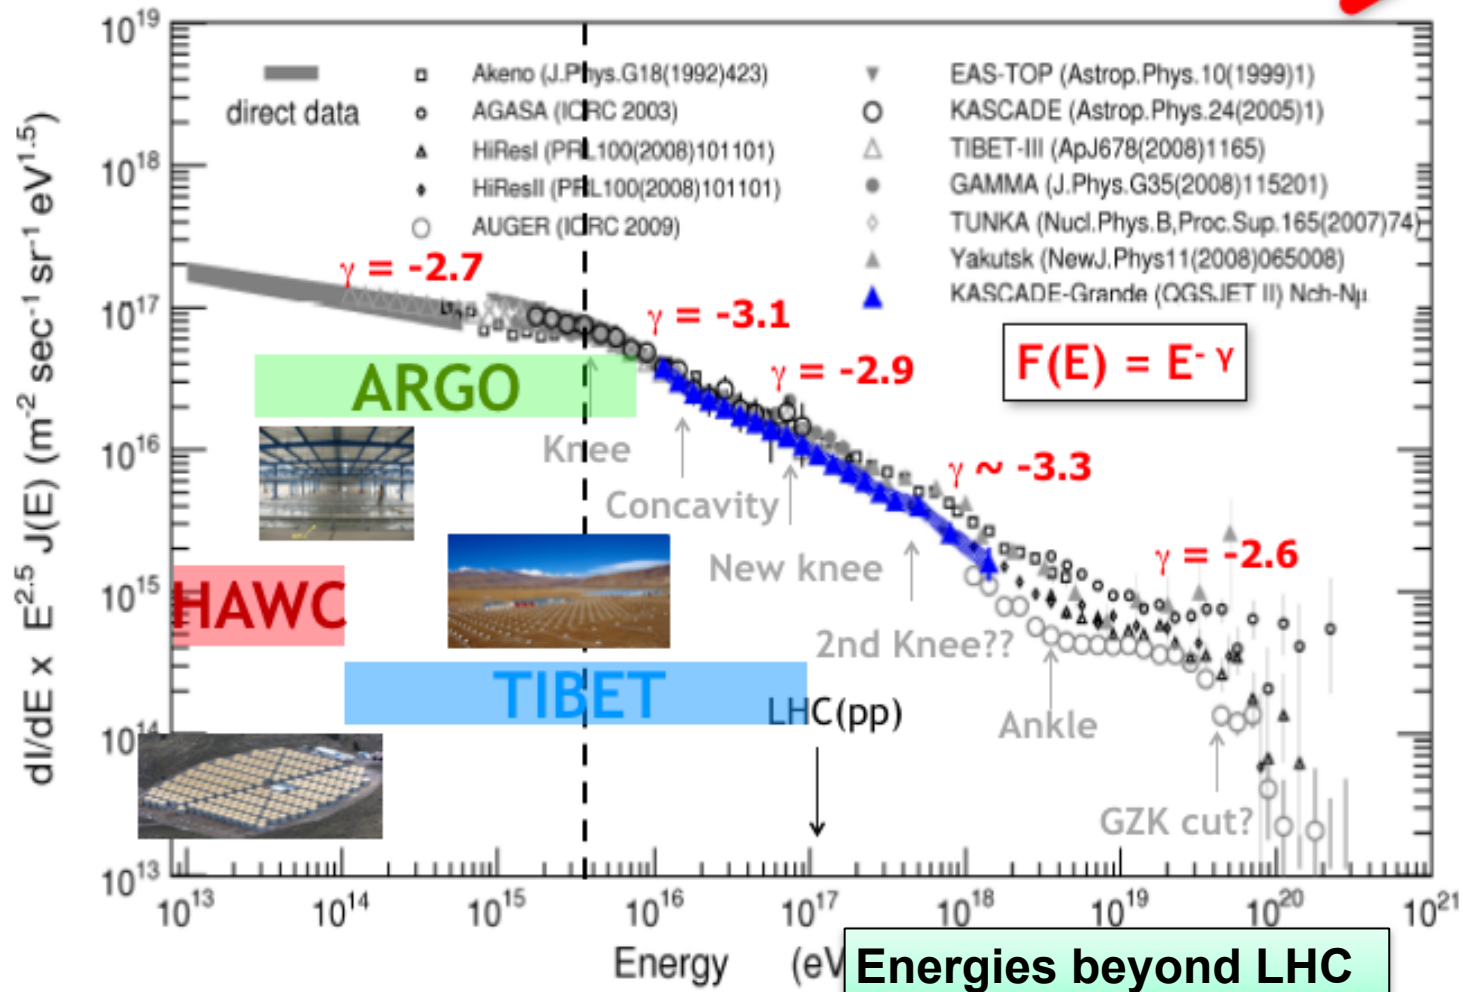 10^19
10^18
10^17
10^16
10^15
10^14
10^13
dI/dE x E^2.5 J(E) (m^-2 sec^-1 sr^-1 eV^1.5)
direct data
Akeno (J.Phys.G18(1992)423)
AGASA (ICRC 2003)
HiResI (PRL100(2008)101101)
HiResII (PRL100(2008)101101)
AUGER (ICRC 2009)
EAS-TOP (Astrop.Phys.10(1999)1)
KASCADE (Astrop.Phys.24(2005)1)
TIBET-III (ApJ678(2008)1165)
GAMMA (J.Phys.G35(2008)115201)
TUNKA (Nucl.Phys.B,Proc.Sup.165(2007)74)
Yakutsk (NewJ.Phys11(2008)065008)
KASCADE-Grande (QGSJET II) Nch-Nμ
γ = -2.7
γ = -3.1
γ = -2.9
F(E) = E^-γ
ARGO
Knee
Concavity
γ ~ -3.3
New knee
γ = -2.6
HAWC
2nd Knee??
TIBET
LHC(pp)
Ankle
GZK cut?
10^13 10^14 10^15 10^16 10^17 10^18 10^19 10^20 10^21
Energy (eV
Energies beyond LHC